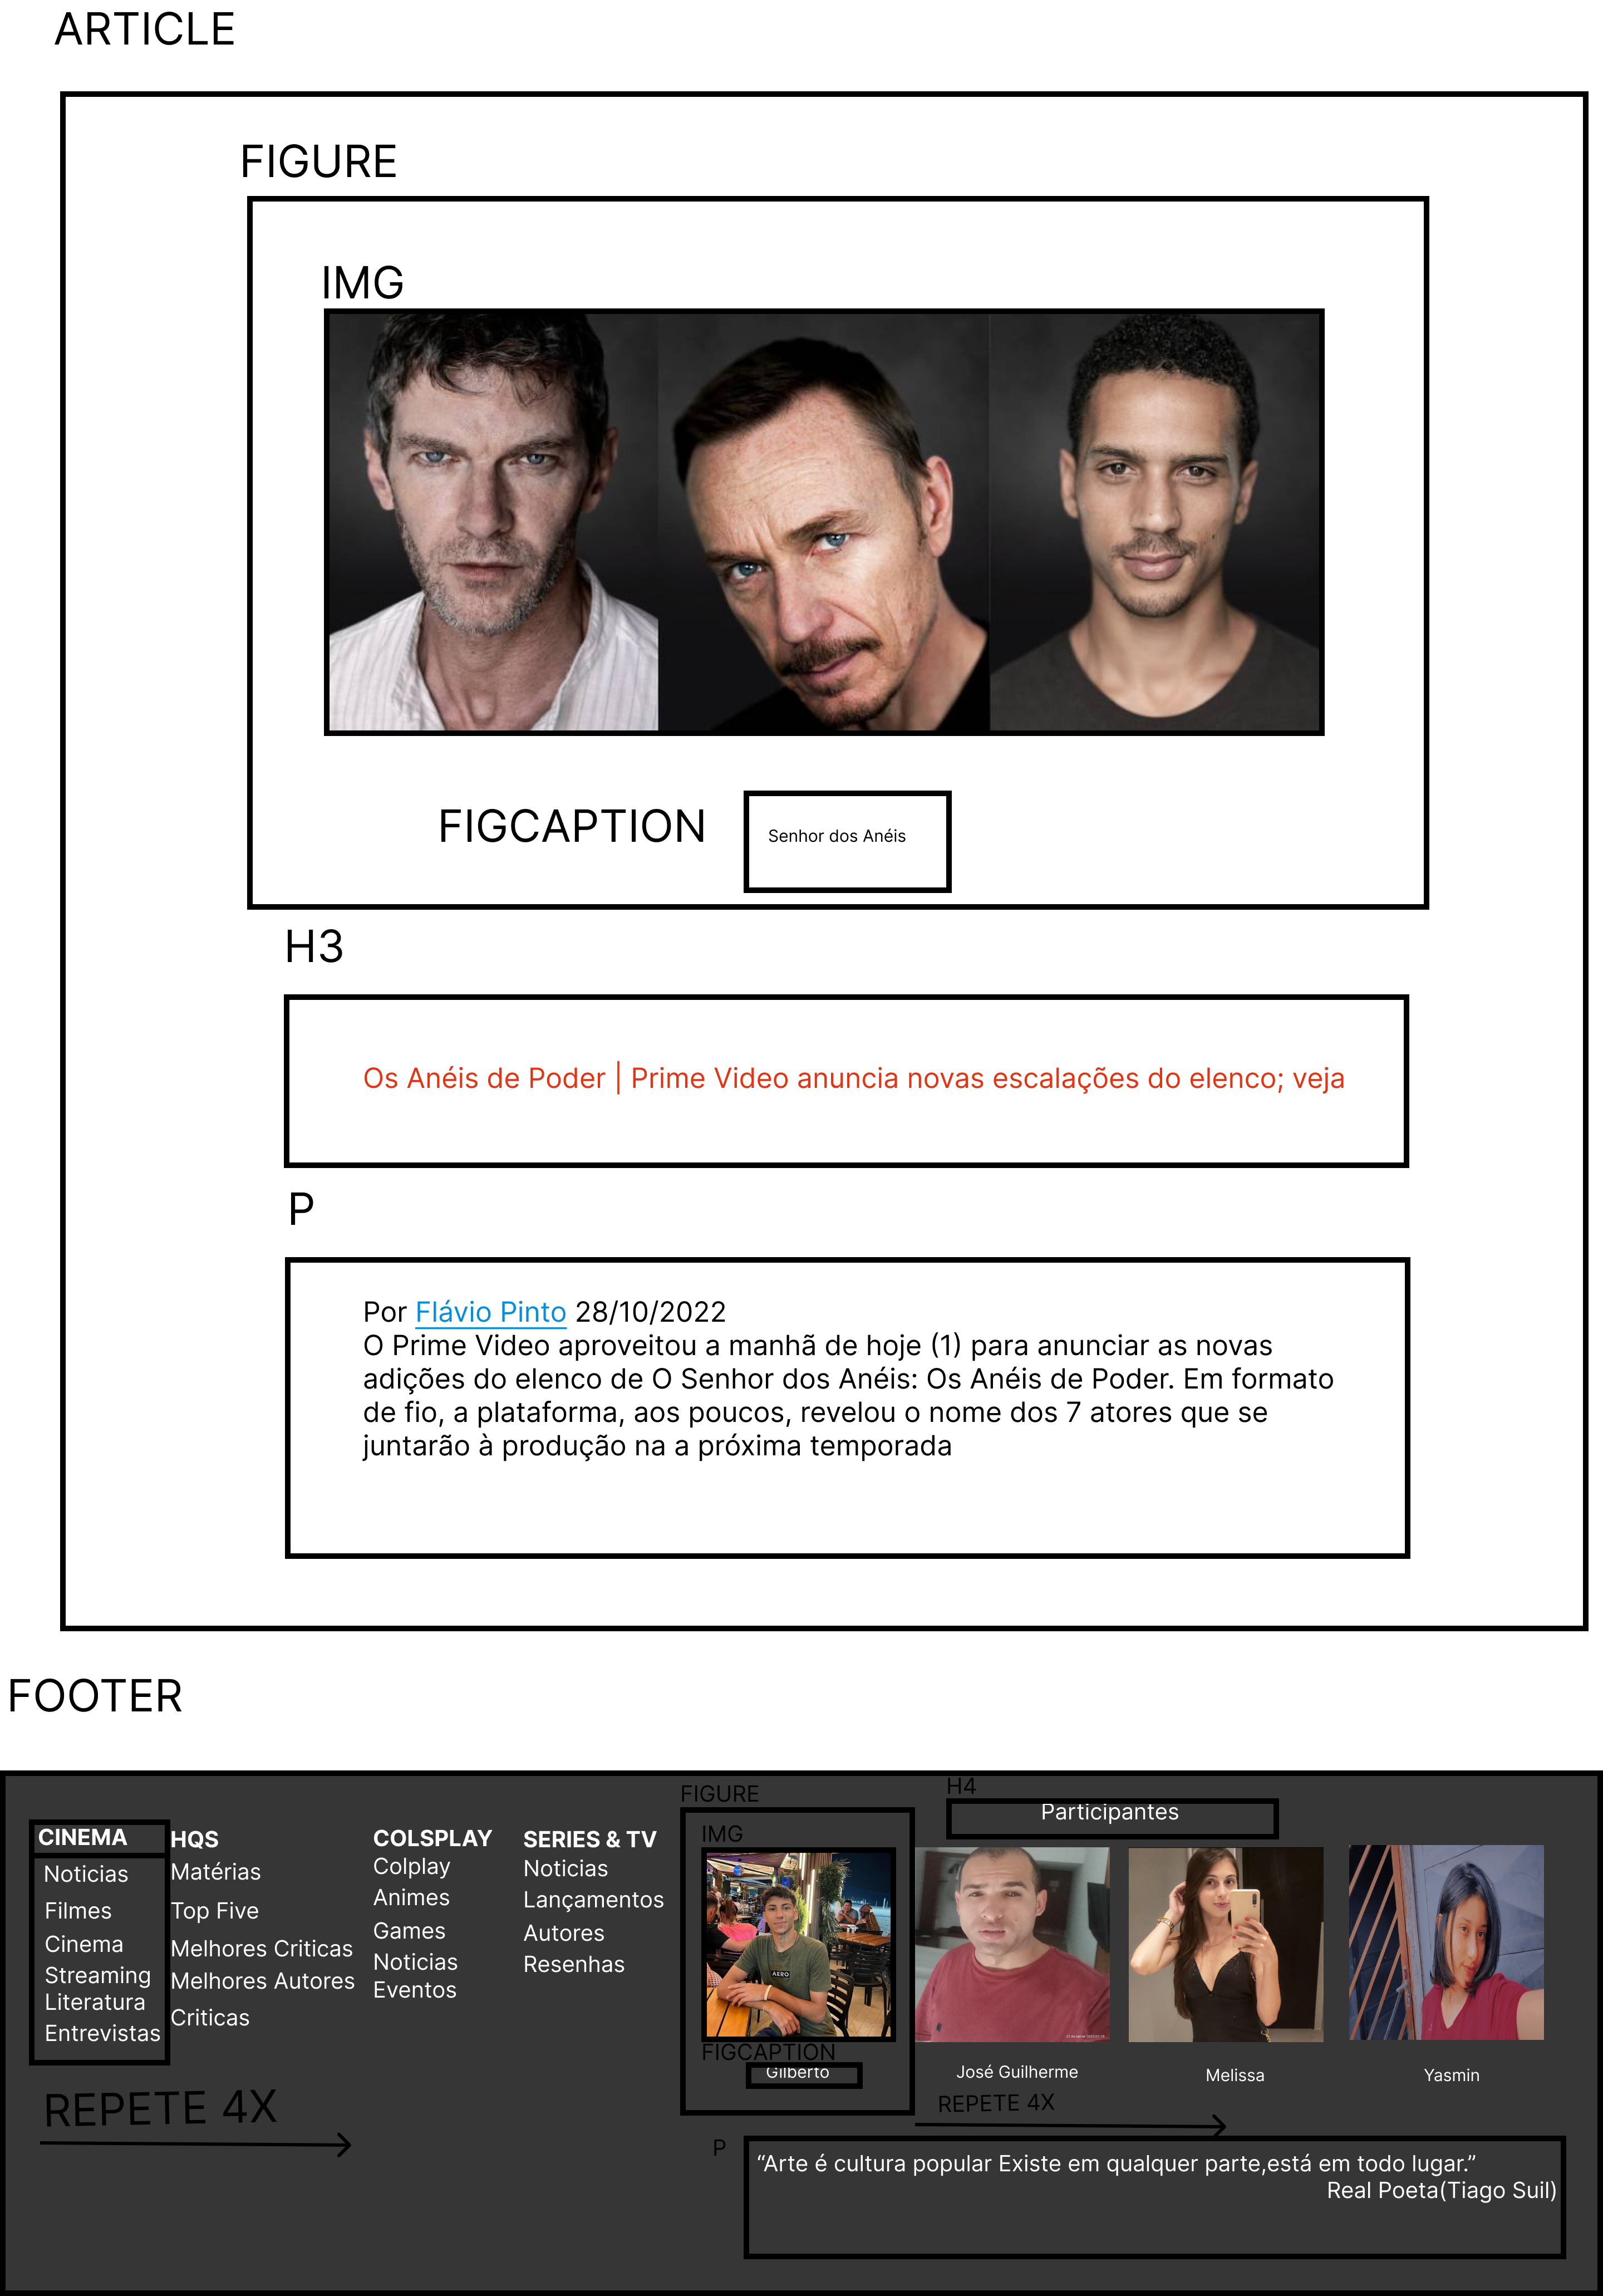 ARTICLE
FIGURE
IMG
FIGCAPTION
Senhor dos Anéis
H3
Os Anéis de Poder | Prime Video anuncia novas escalações do elenco; veja
P
Por Flávio Pinto 28/10/2022
O Prime Video aproveitou a manhã de hoje (1) para anunciar as novas
adições do elenco de O Senhor dos Anéis: Os Anéis de Poder. Em formato
de fio, a plataforma, aos poucos, revelou o nome dos 7 atores que se
juntarão à produção na a próxima temporada
FOOTER
CINEMA
Noticias
Filmes
Cinema
Streaming
Literatura
Entrevistas
REPETE 4X
HQS
Matérias
Top Five
Melhores Criticas
Melhores Autores
Criticas
COLSPLAY
Colplay
Animes
Games
Noticias
Eventos
SERIES & TV
Noticias
Lançamentos
Autores
Resenhas
FIGURE
IMG
AERO
FIGCAPTION
Gilberto
H4
Participantes
José Guilherme
Melissa
Yasmin
REPETE 4X
P
“Arte é cultura popular Existe em qualquer parte,está em todo lugar.”
Real Poeta(Tiago Suil)